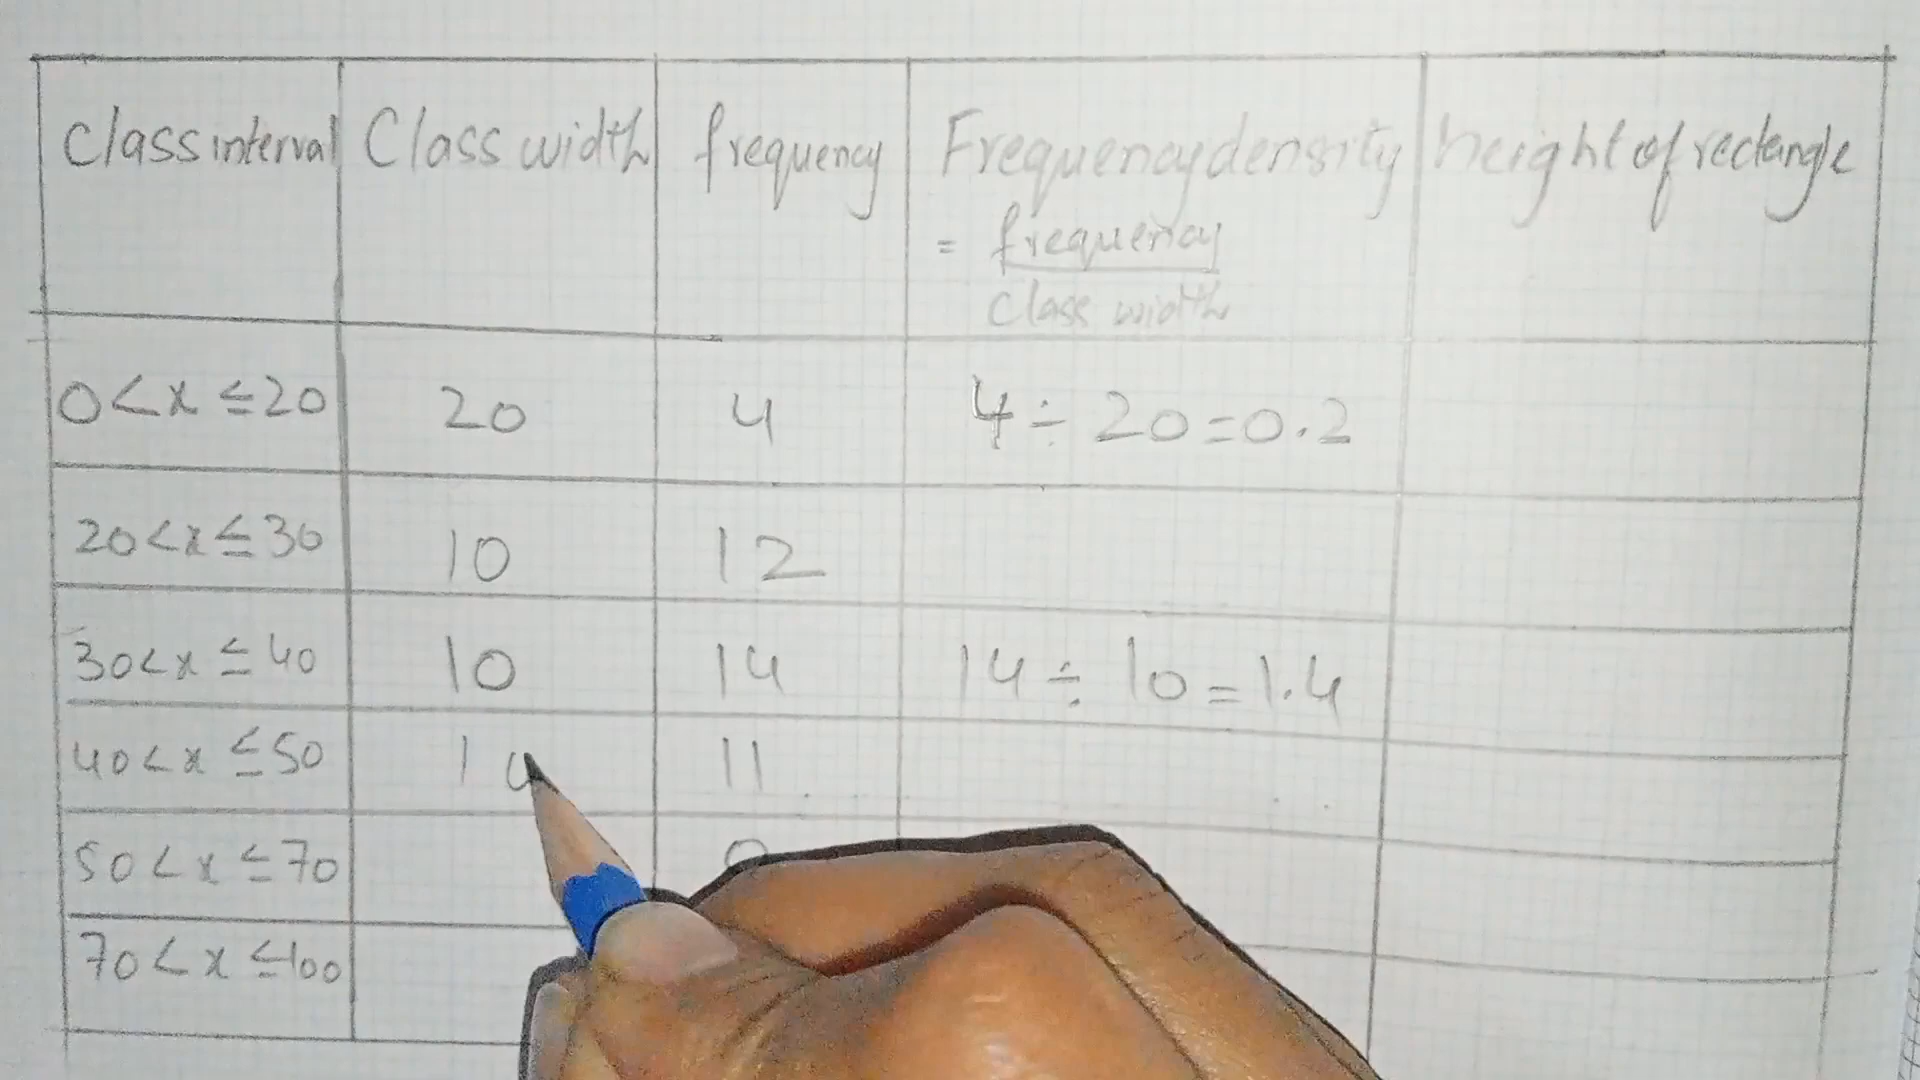 Class interval Class width frequency Frequency density height of rectangle
= frequency
Class width
0<x≤20 20 4 4÷20=0.2
20<x≤30 10 12
30<x≤40 10 14 14÷10=1.4
40<x≤50 10 11
50<x≤70
70<x≤100